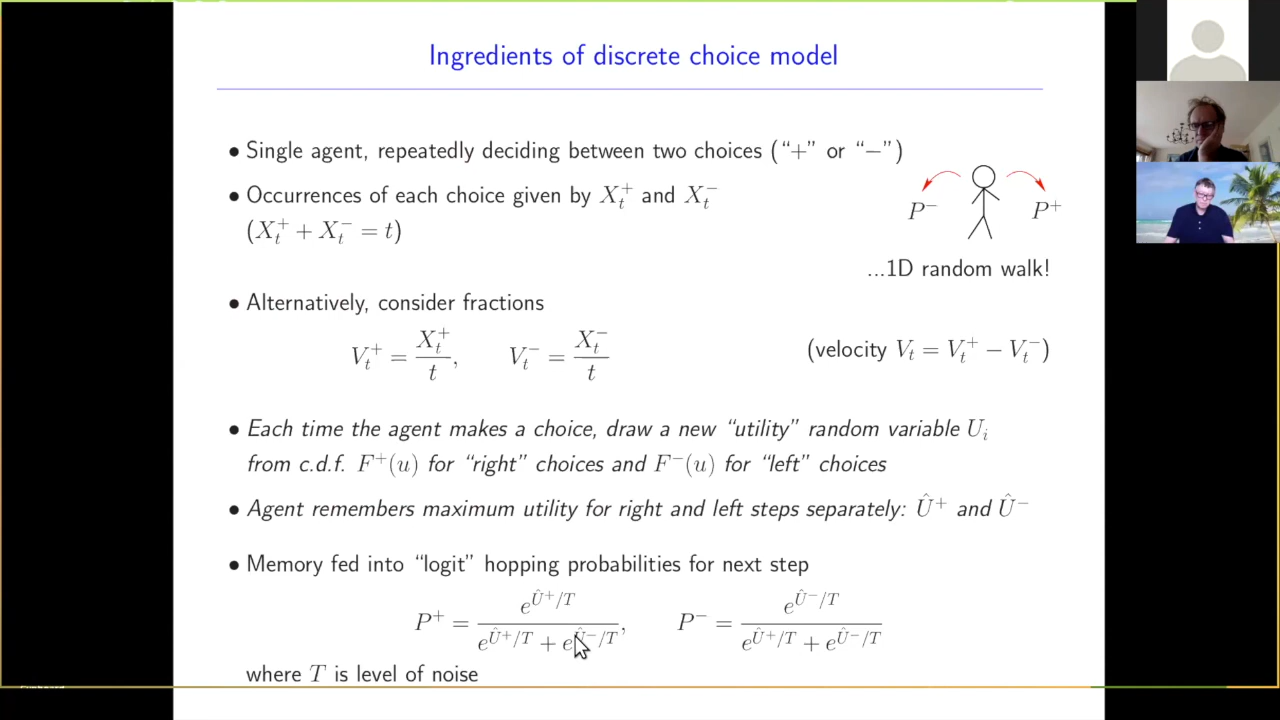 Ingredients of discrete choice model
• Single agent, repeatedly deciding between two choices (“+” or “−”)
• Occurrences of each choice given by X_t^+ and X_t^−
(X_t^+ + X_t^− = t)
P^− P^+
...1D random walk!
• Alternatively, consider fractions
V_t^+ = X_t^+ / t, V_t^− = X_t^− / t (velocity V_t = V_t^+ − V_t^−)
• Each time the agent makes a choice, draw a new “utility” random variable U_i
from c.d.f. F^+(u) for “right” choices and F^−(u) for “left” choices
• Agent remembers maximum utility for right and left steps separately: Û^+ and Û^−
• Memory fed into “logit” hopping probabilities for next step
P^+ = e^{Û^+/T} / (e^{Û^+/T} + e^{Û^−/T}), P^− = e^{Û^−/T} / (e^{Û^+/T} + e^{Û^−/T})
where T is level of noise